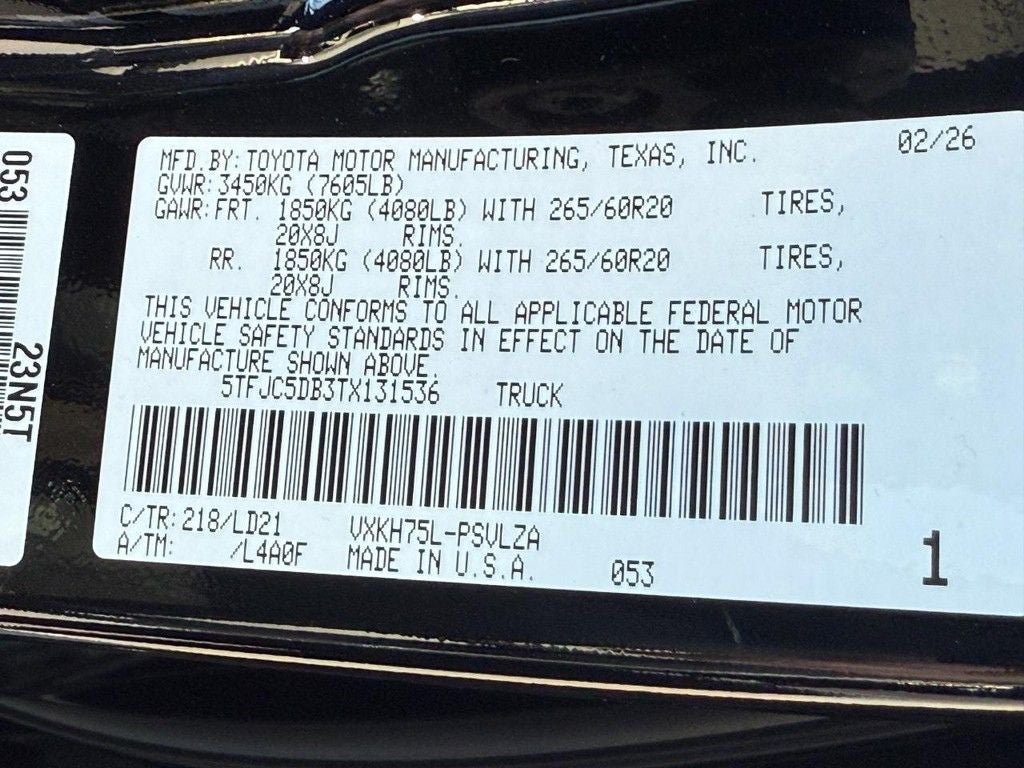 053
23N5T
MFD.BY: TOYOTA MOTOR MANUFACTURING, TEXAS, INC. 02/26
GVWR: 3450KG (7605LB)
GAWR: FRT. 1850KG (4080LB) WITH 265/60R20 TIRES,
20X8J RIMS.
RR. 1850KG (4080LB) WITH 265/60R20 TIRES,
20X8J RIMS.
THIS VEHICLE CONFORMS TO ALL APPLICABLE FEDERAL MOTOR
VEHICLE SAFETY STANDARDS IN EFFECT ON THE DATE OF
MANUFACTURE SHOWN ABOVE.
5TFJC5DB3TX131536 TRUCK
C/TR: 218/LD21 VXKH75L-PSVLZA
A/TM: /L4A0F MADE IN U.S.A. 053 1